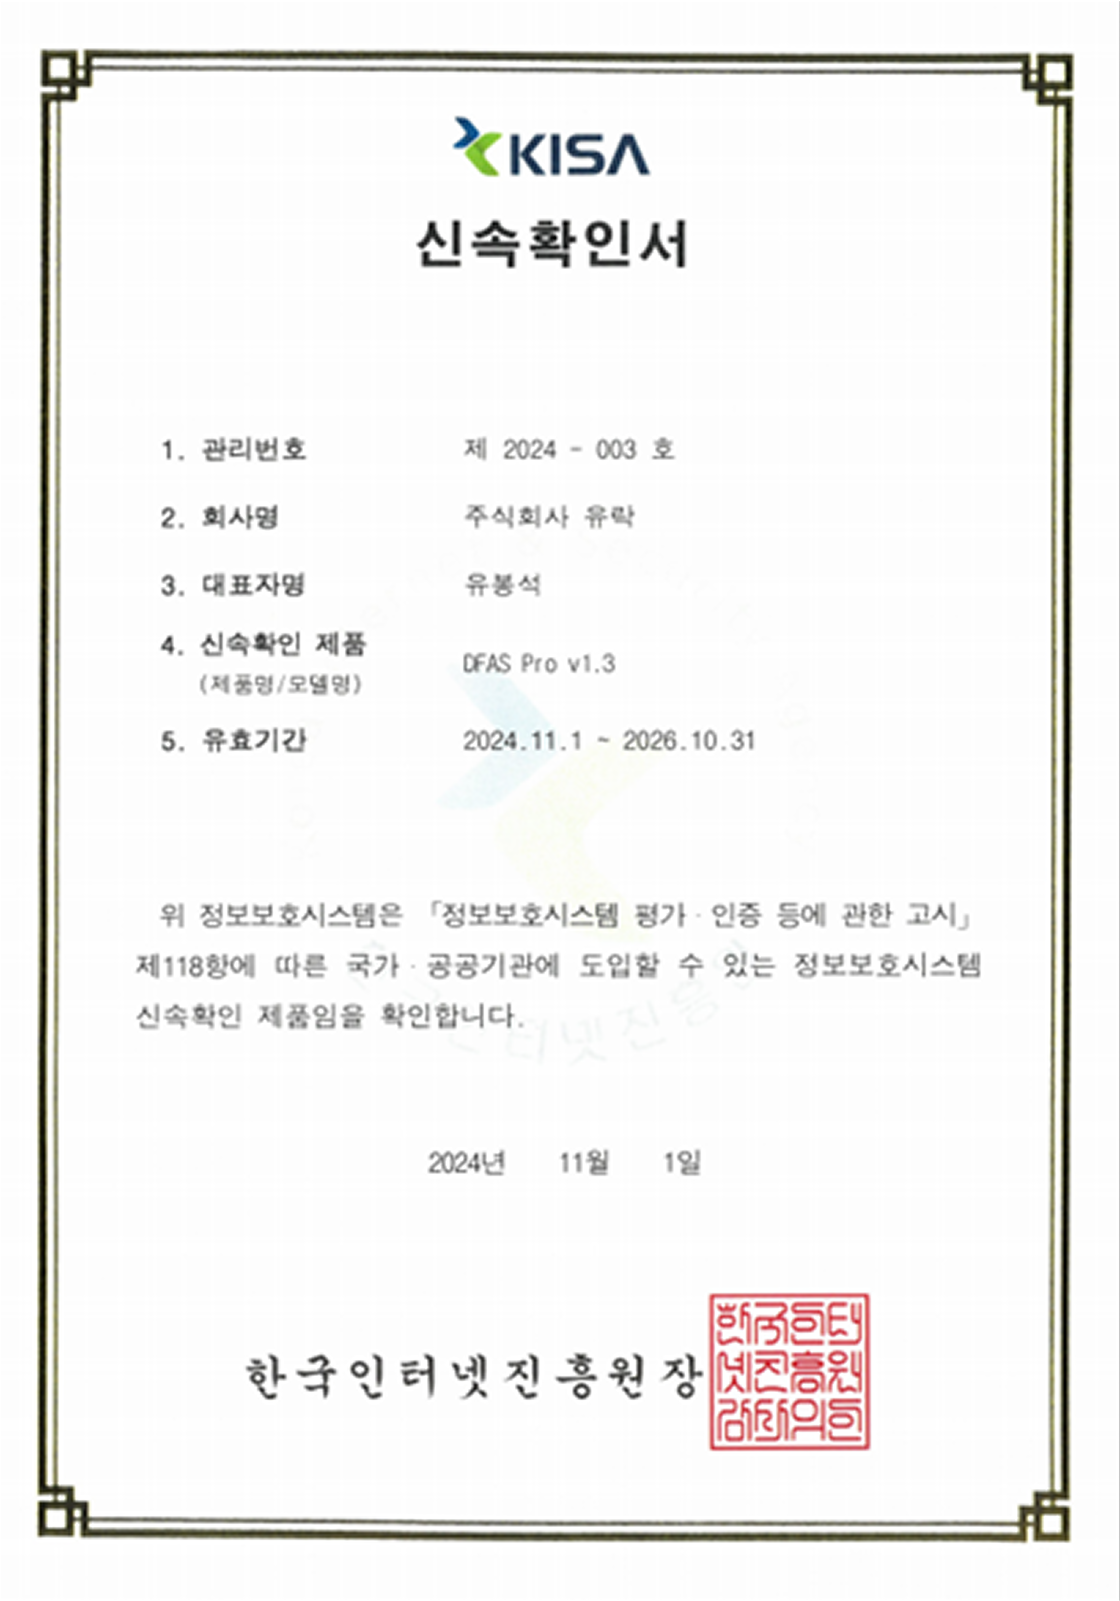 KISA
신속확인서
1. 관리번호 제 2024 - 003 호
2. 회사명 주식회사 유락
3. 대표자명 유봉석
4. 신속확인 제품 DFAS Pro v1.3
(제품명/모델명)
5. 유효기간 2024.11.1 ~ 2026.10.31
위 정보보호시스템은 「정보보호시스템 평가·인증 등에 관한 고시」
제118항에 따른 국가·공공기관에 도입할 수 있는 정보보호시스템
신속확인 제품임을 확인합니다.
2024년 11월 1일
한국인터넷진흥원장